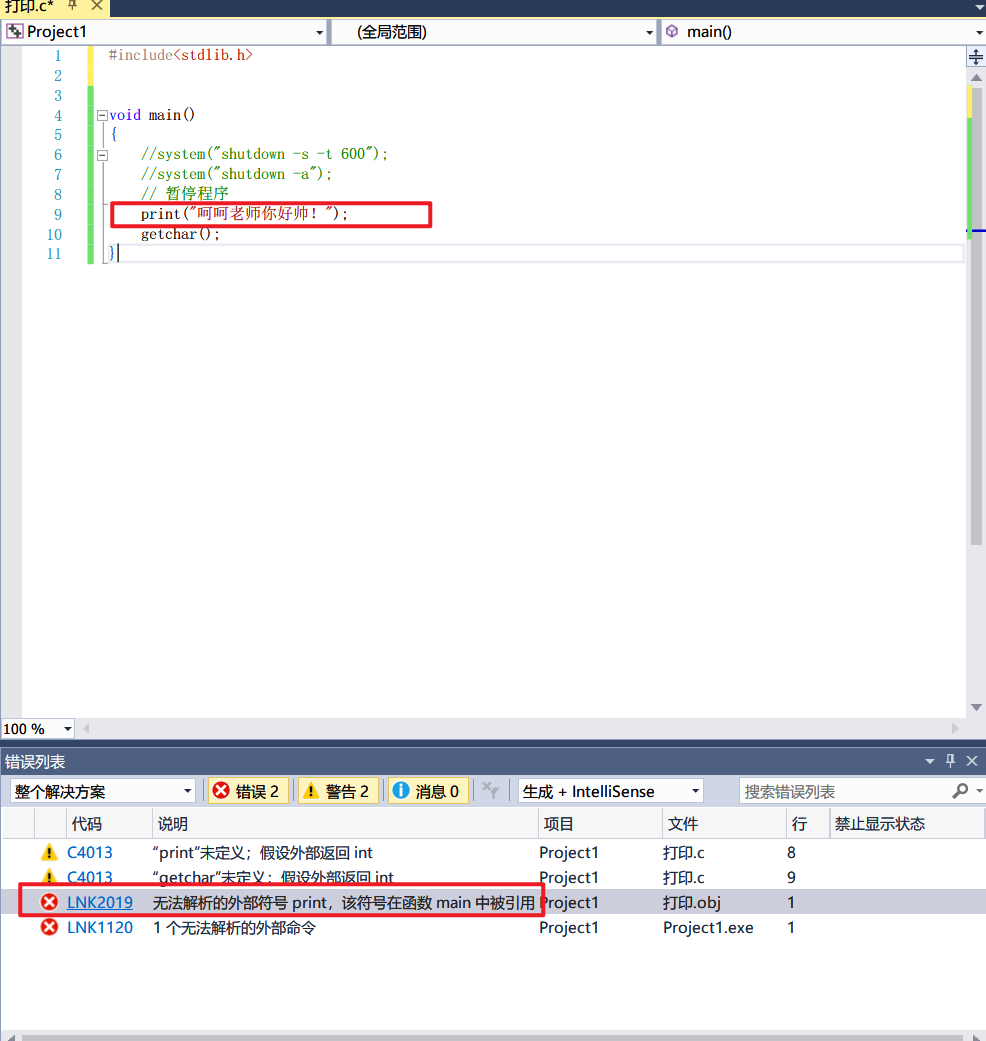 打印.c*
Project1 (全局范围) main()
1 #include<stdlib.h>
2
3
4 void main()
5 {
6 //system("shutdown -s -t 600");
7 //system("shutdown -a");
8 // 暂停程序
9 print("呵呵老师你好帅！");
10 getchar();
11 }
100 %
错误列表
整个解决方案 错误 2 警告 2 消息 0 生成 + IntelliSense 搜索错误列表
代码 说明 项目 文件 行 禁止显示状态
C4013 “print”未定义；假设外部返回 int Project1 打印.c 8
C4013 “getchar”未定义；假设外部返回 int Project1 打印.c 9
LNK2019 无法解析的外部符号 print，该符号在函数 main 中被引用 Project1 打印.obj 1
LNK1120 1 个无法解析的外部命令 Project1 Project1.exe 1